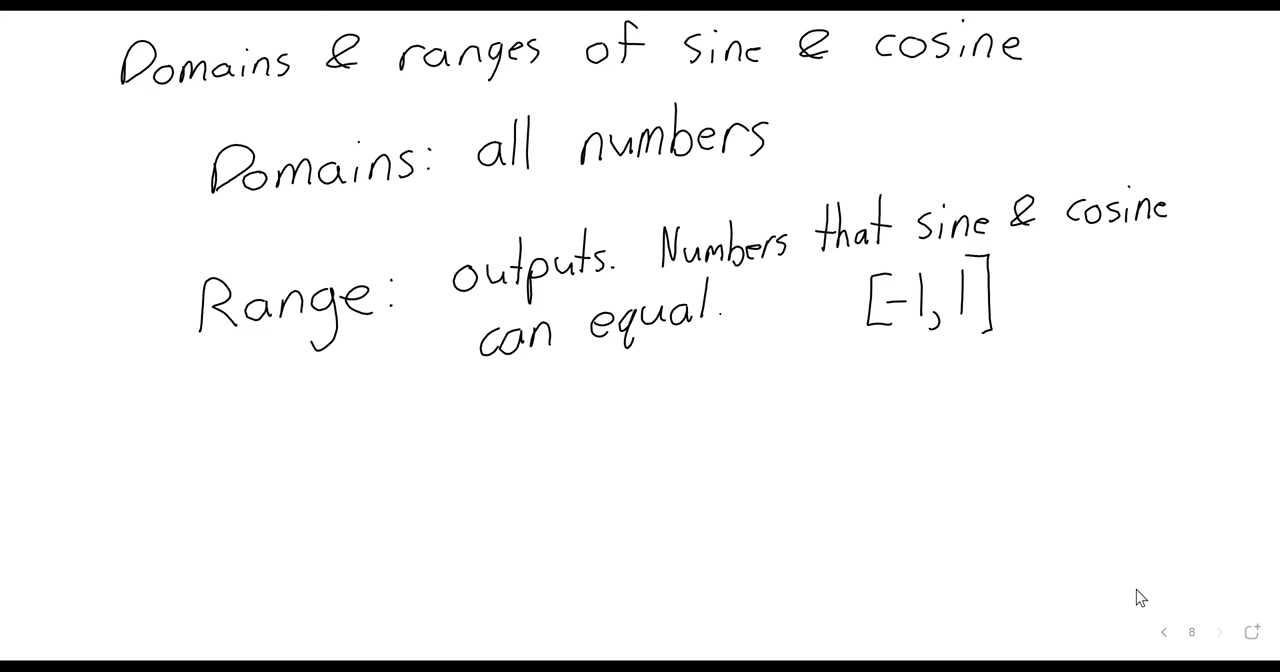 Domains & ranges of sine & cosine
Domains: all numbers
Range: outputs. Numbers that sine & cosine
can equal. [-1, 1]
< 8 >